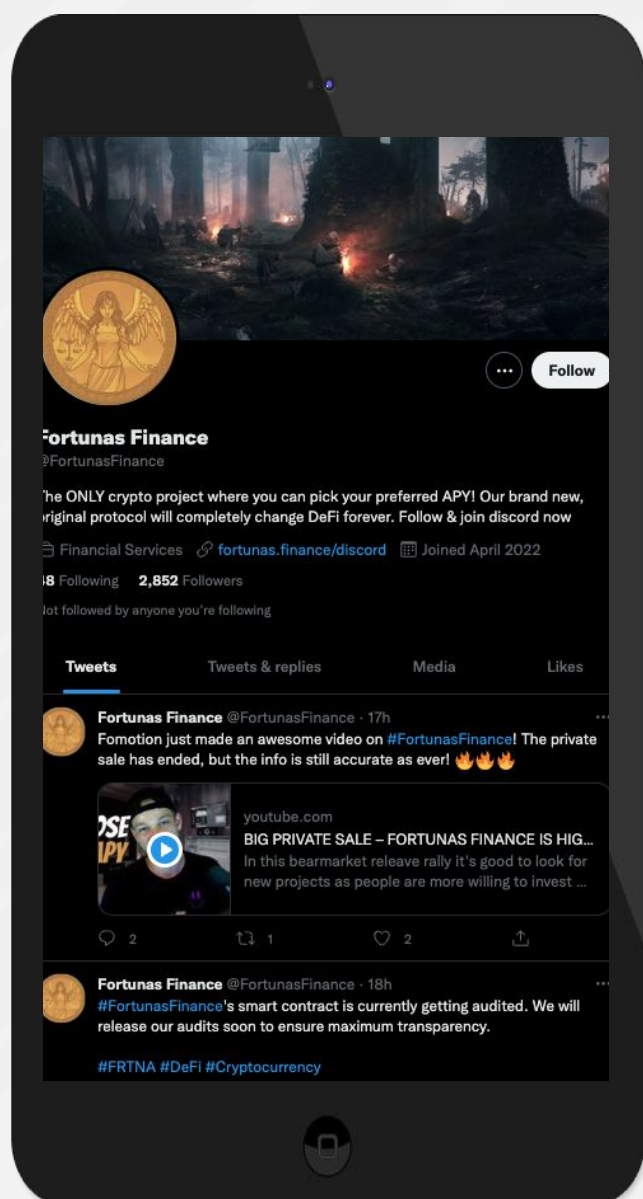 Follow
Fortunas Finance
@FortunasFinance
The ONLY crypto project where you can pick your preferred APY! Our brand new,
original protocol will completely change DeFi forever. Follow & join discord now
Financial Services fortunas.finance/discord Joined April 2022
48 Following 2,852 Followers
Not followed by anyone you're following
Tweets Tweets & replies Media Likes
Fortunas Finance @FortunasFinance · 17h
Fomotion just made an awesome video on #FortunasFinance! The private
sale has ended, but the info is still accurate as ever! 🔥🔥🔥
OSE
APY
youtube.com
BIG PRIVATE SALE – FORTUNAS FINANCE IS HIG...
In this bearmarket releave rally it's good to look for
new projects as people are more willing to invest ...
2 1 2
Fortunas Finance @FortunasFinance · 18h
#FortunasFinance's smart contract is currently getting audited. We will
release our audits soon to ensure maximum transparency.
#FRTNA #DeFi #Cryptocurrency